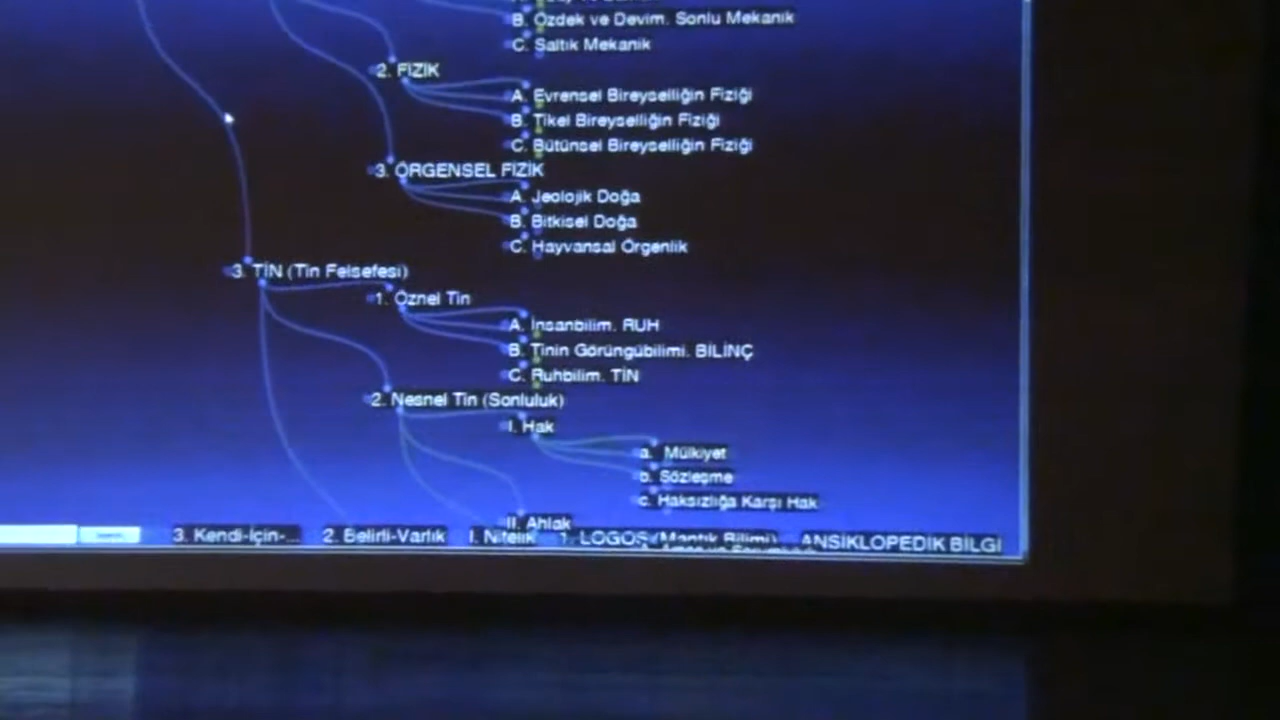 B. Özdek ve Devim. Sonlu Mekanik
C. Saltık Mekanik
2. FİZİK
A. Evrensel Bireyselliğin Fiziği
B. Tikel Bireyselliğin Fiziği
C. Bütünsel Bireyselliğin Fiziği
3. ÖRGENSEL FİZİK
A. Jeolojik Doğa
B. Bitkisel Doğa
C. Hayvansal Örgenlik
3. TİN (Tin Felsefesi)
1. Öznel Tin
A. İnsanbilim. RUH
B. Tinin Görüngübilimi. BİLİNÇ
C. Ruhbilim. TİN
2. Nesnel Tin (Sonluluk)
I. Hak
a. Mülkiyet
b. Sözleşme
c. Haksızlığa Karşı Hak
II. Ahlak
3. Kendi-İçin-... 2. Belirli-Varlık I. Nitelik 1. LOGOS (Mantık Bilimi) ANSİKLOPEDİK BİLGİ